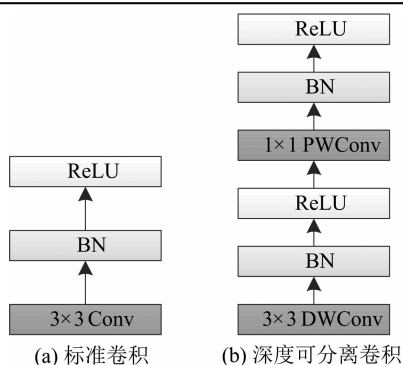 ReLU
BN
3×3 Conv
(a) 标准卷积
ReLU
BN
1×1 PWConv
ReLU
BN
3×3 DWConv
(b) 深度可分离卷积